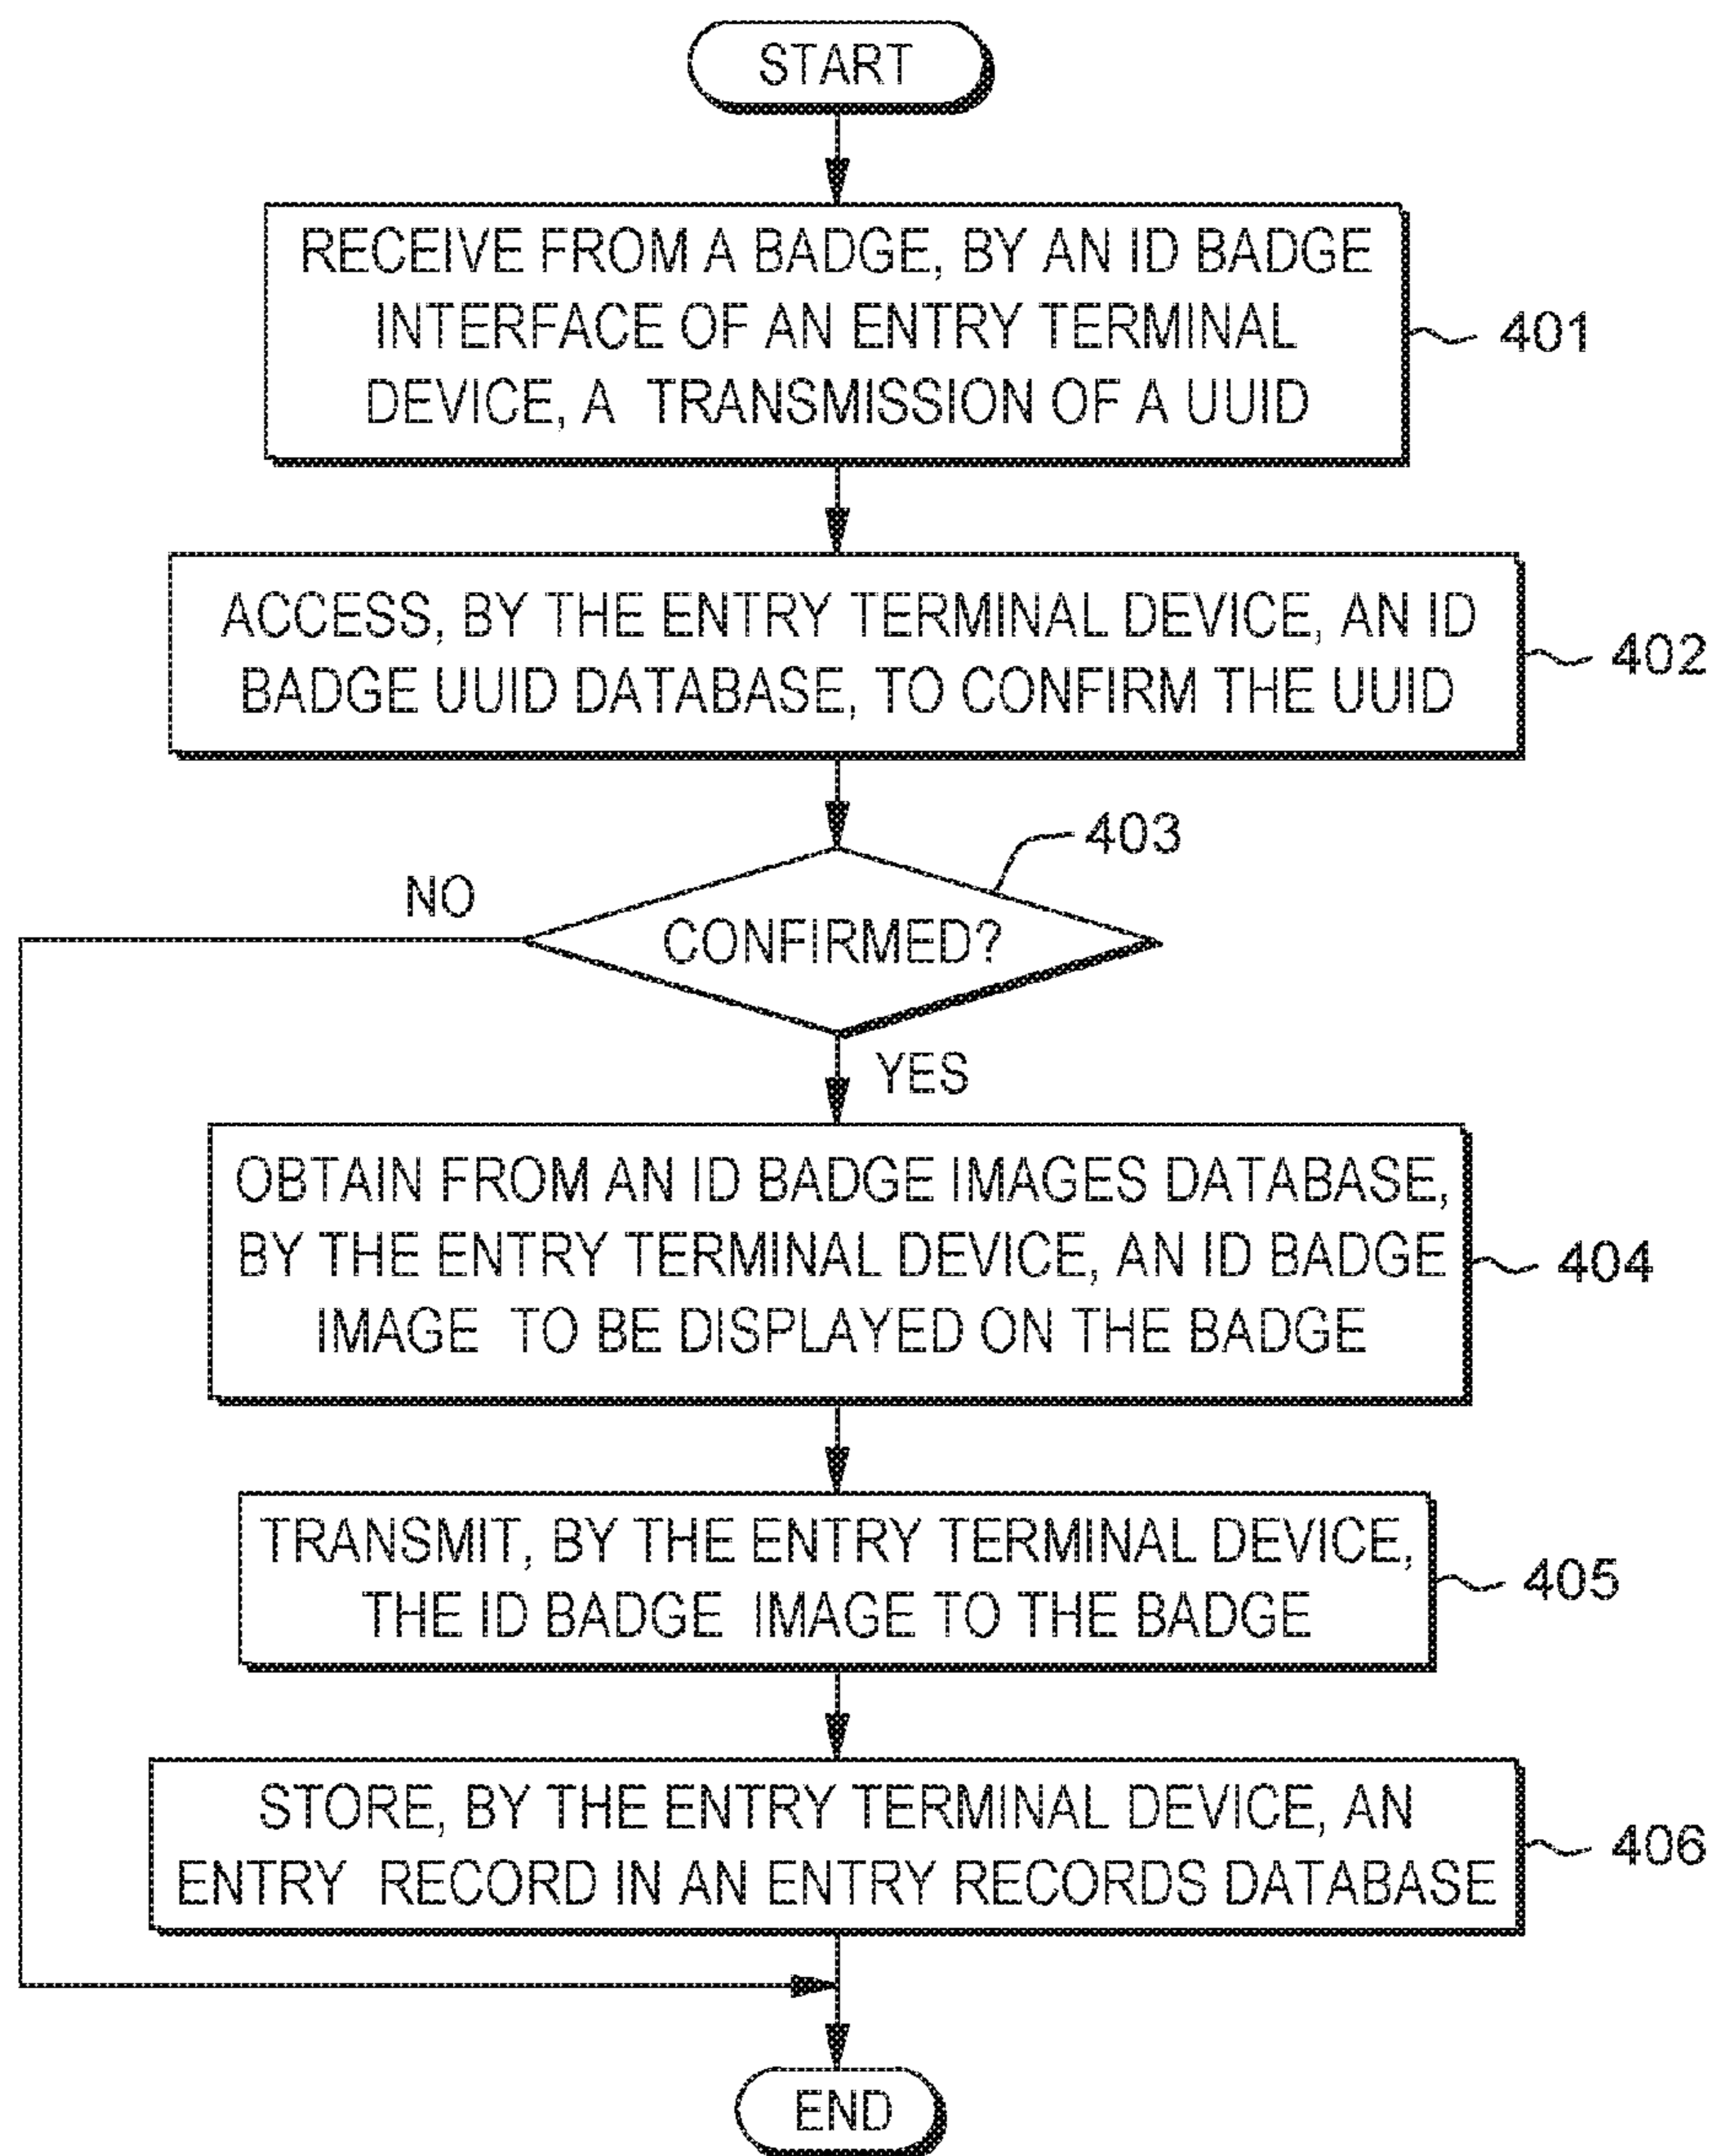 START
RECEIVE FROM A BADGE, BY AN ID BADGE
INTERFACE OF AN ENTRY TERMINAL
DEVICE, A TRANSMISSION OF A UUID
401
ACCESS, BY THE ENTRY TERMINAL DEVICE, AN ID
BADGE UUID DATABASE, TO CONFIRM THE UUID
402
403
NO
CONFIRMED?
YES
OBTAIN FROM AN ID BADGE IMAGES DATABASE,
BY THE ENTRY TERMINAL DEVICE, AN ID BADGE
IMAGE TO BE DISPLAYED ON THE BADGE
404
TRANSMIT, BY THE ENTRY TERMINAL DEVICE,
THE ID BADGE IMAGE TO THE BADGE
405
STORE, BY THE ENTRY TERMINAL DEVICE, AN
ENTRY RECORD IN AN ENTRY RECORDS DATABASE
406
END